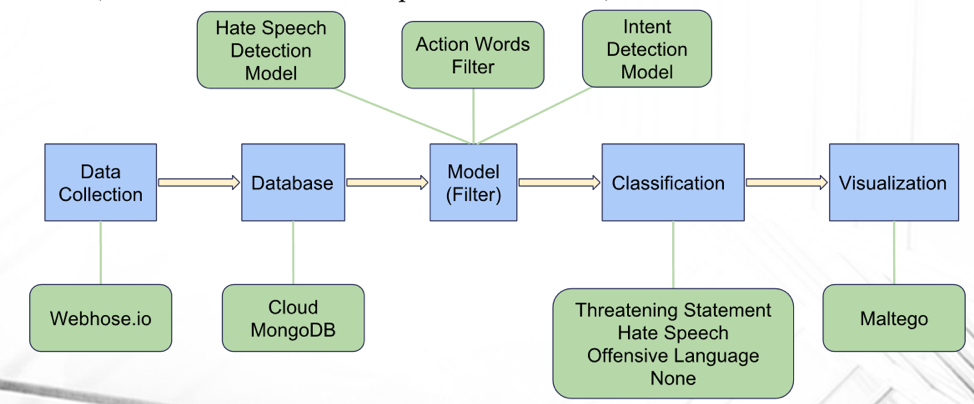 Hate Speech
Detection
Model
Action Words
Filter
Intent
Detection
Model
Data
Collection
Database
Model
(Filter)
Classification
Visualization
Webhose.io
Cloud
MongoDB
Threatening Statement
Hate Speech
Offensive Language
None
Maltego